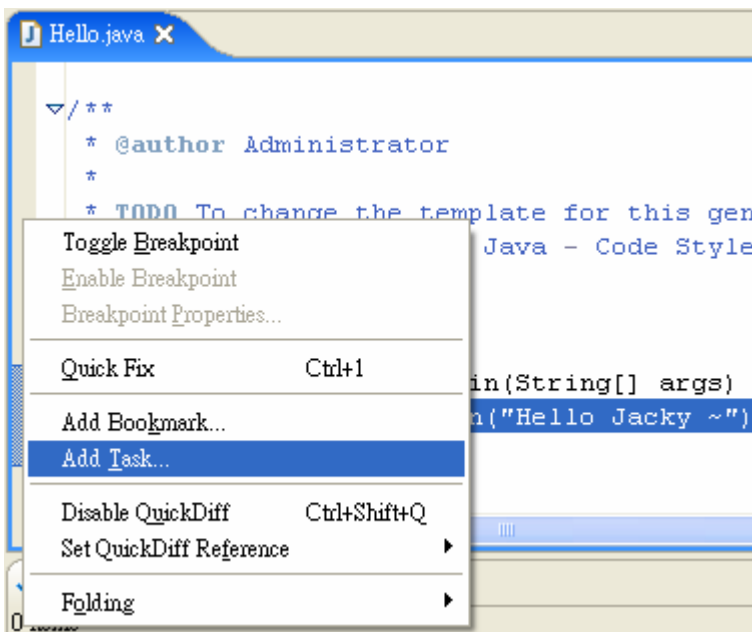 Hello.java
/**
* @author Administrator
*
* TODO To change the template for this gen
Java - Code Style
Toggle Breakpoint
Enable Breakpoint
Breakpoint Properties...
Quick Fix Ctrl+1
in(String[] args)
Add Bookmark...
n("Hello Jacky ~")
Add Task...
Disable QuickDiff Ctrl+Shift+Q
Set QuickDiff Reference
Folding
0 items